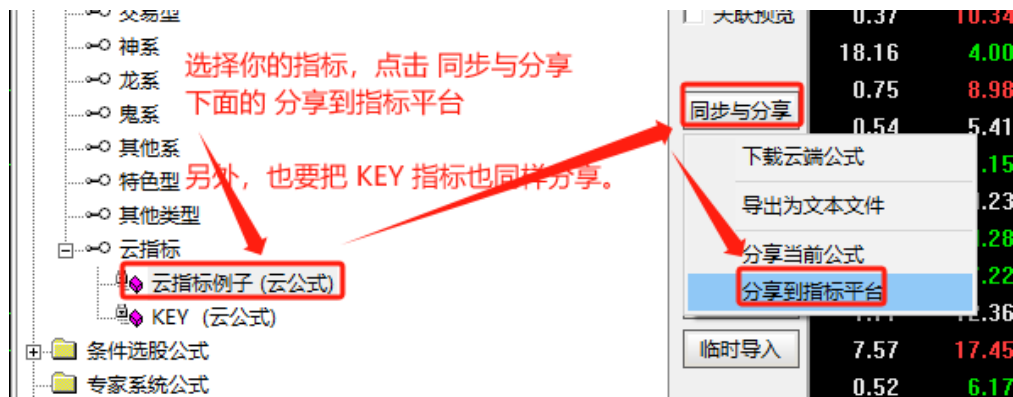 交易型
神系
龙系
鬼系
其他系
特色型
其他类型
云指标
云指标例子 (云公式)
KEY (云公式)
条件选股公式
专家系统公式
选择你的指标，点击 同步与分享
下面的 分享到指标平台
另外，也要把 KEY 指标也同样分享。
关联预览
同步与分享
下载云端公式
导出为文本文件
分享当前公式
分享到指标平台
临时导入
0.37 10.34
18.16 4.00
0.75 8.98
0.54 5.41
.15
.23
.28
.22
2.36
7.57 17.45
0.52 6.17